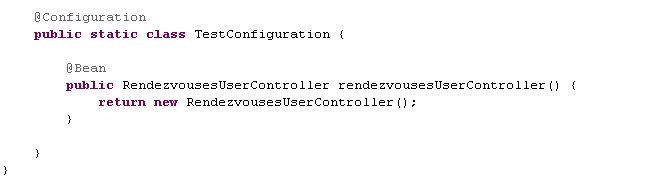 @Configuration
public static class TestConfiguration {
@Bean
public RendezvousesUserController rendezvousesUserController() {
return new RendezvousesUserController();
}
}
}